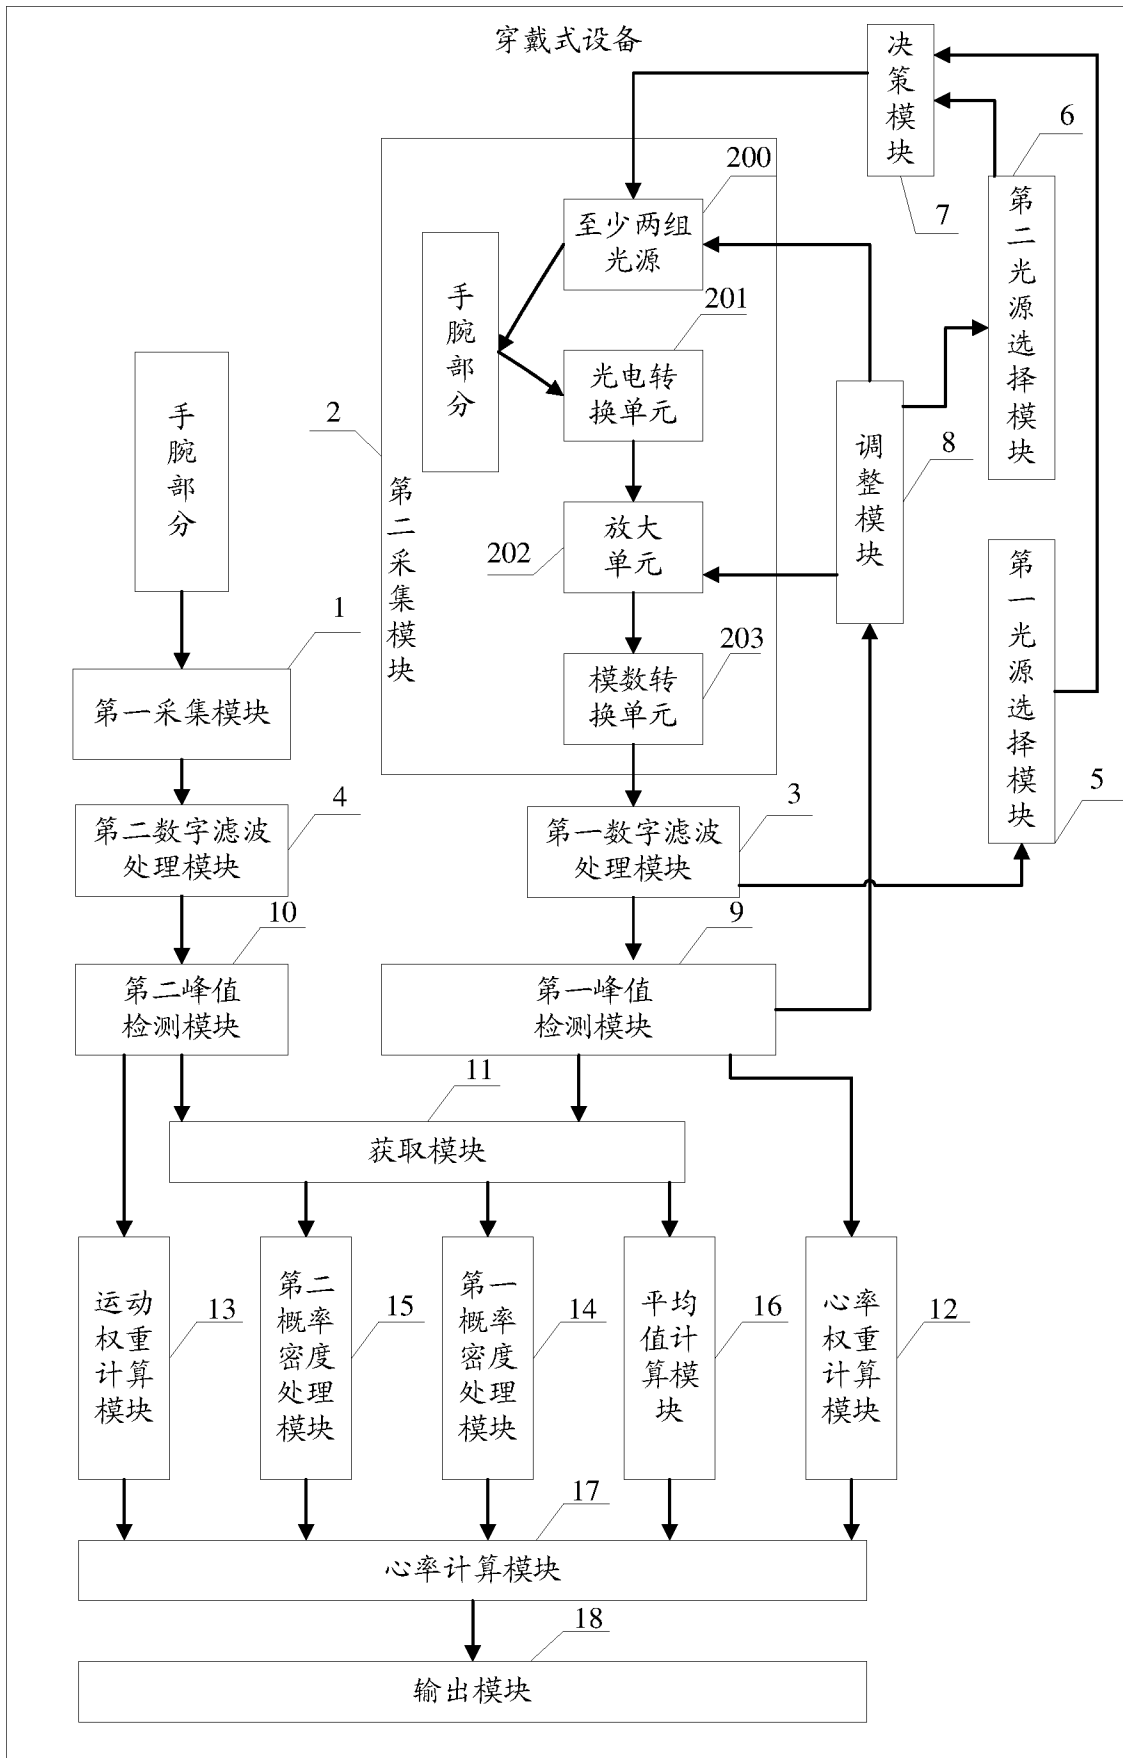 穿戴式设备
决策模块
7
6
第二光源选择模块
200
至少两组
光源
手腕部分
201
光电转
换单元
2
第二采集模块
手腕部分
202
放大
单元
调整模块
8
203
模数转
换单元
第一光源选择模块
5
1
第一采集模块
4
第二数字滤波
处理模块
3
第一数字滤波
处理模块
10
第二峰值
检测模块
9
第一峰值
检测模块
11
获取模块
运动
权重
计算
模块
13
第二
概率
密度
处理
模块
15
第一
概率
密度
处理
模块
14
平均
值计
算模
块
16
心率
权重
计算
模块
12
17
心率计算模块
18
输出模块